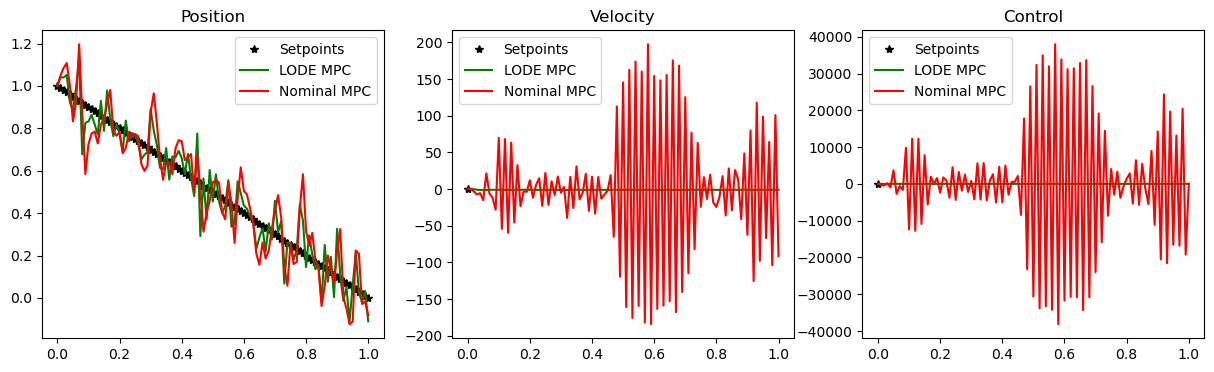 Position
Setpoints
LODE MPC
Nominal MPC
1.2
1.0
0.8
0.6
0.4
0.2
0.0
0.0 0.2 0.4 0.6 0.8 1.0
Velocity
Setpoints
LODE MPC
Nominal MPC
200
150
100
50
0
−50
−100
−150
−200
0.0 0.2 0.4 0.6 0.8 1.0
Control
Setpoints
LODE MPC
Nominal MPC
40000
30000
20000
10000
0
−10000
−20000
−30000
−40000
0.0 0.2 0.4 0.6 0.8 1.0